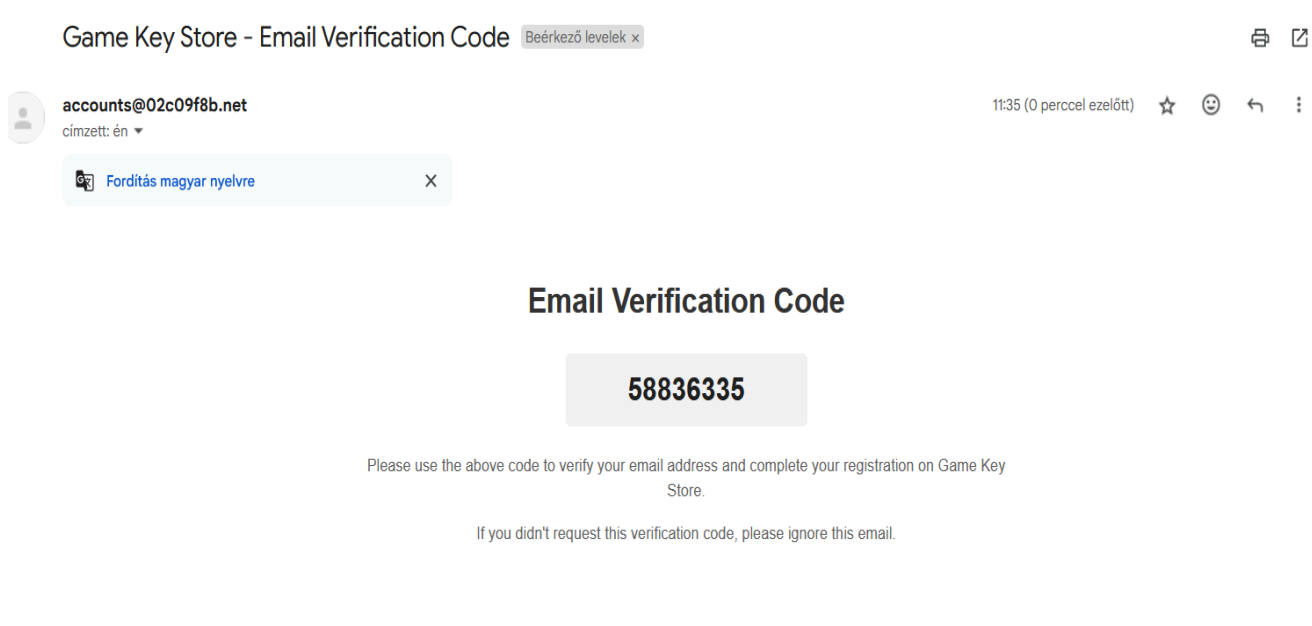 Game Key Store - Email Verification Code Beérkező levelek ×
accounts@02c09f8b.net 11:35 (0 perccel ezelőtt)
címzett: én
Fordítás magyar nyelvre
Email Verification Code
58836335
Please use the above code to verify your email address and complete your registration on Game Key
Store.
If you didn't request this verification code, please ignore this email.